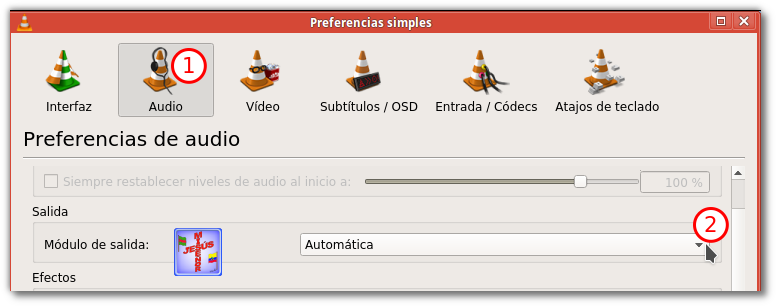 Preferencias simples
1
Interfaz
Audio
Vídeo
Subtítulos / OSD
Entrada / Códecs
Atajos de teclado
Preferencias de audio
Siempre restablecer niveles de audio al inicio a:
100 %
Salida
2
Módulo de salida:
JESÚS
Automática
Efectos